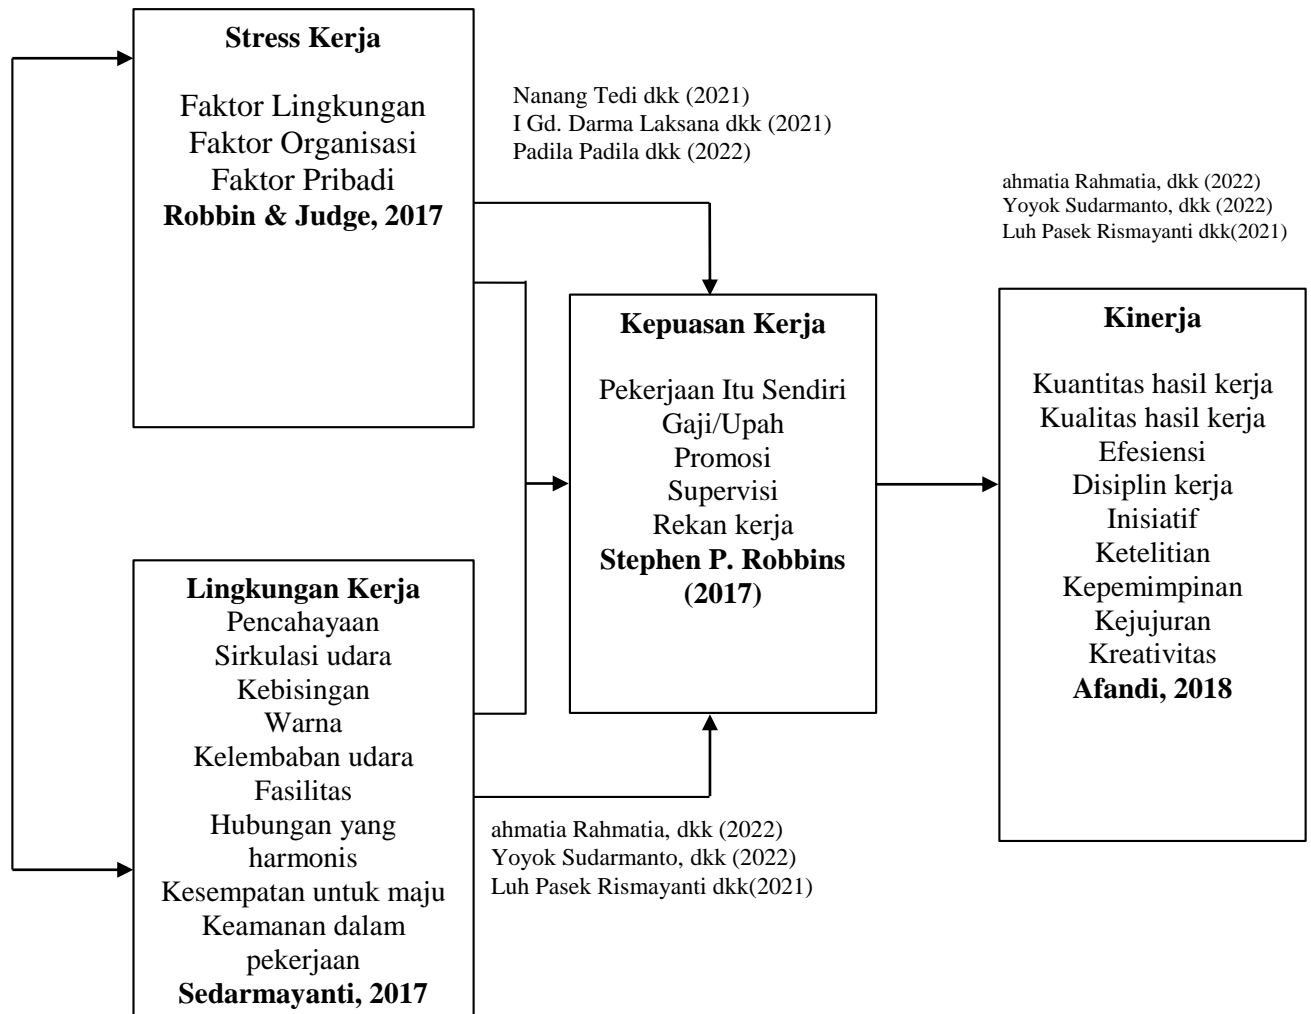 Stress Kerja
Faktor Lingkungan
Faktor Organisasi
Faktor Pribadi
Robbin & Judge, 2017
Nanang Tedi dkk (2021)
I Gd. Darma Laksana dkk (2021)
Padila Padila dkk (2022)
ahmatia Rahmatia, dkk (2022)
Yoyok Sudarmanto, dkk (2022)
Luh Pasek Rismayanti dkk(2021)
Kepuasan Kerja
Pekerjaan Itu Sendiri
Gaji/Upah
Promosi
Supervisi
Rekan kerja
Stephen P. Robbins
(2017)
Kinerja
Kuantitas hasil kerja
Kualitas hasil kerja
Efesiensi
Disiplin kerja
Inisiatif
Ketelitian
Kepemimpinan
Kejujuran
Kreativitas
Afandi, 2018
Lingkungan Kerja
Pencahayaan
Sirkulasi udara
Kebisingan
Warna
Kelembaban udara
Fasilitas
Hubungan yang
harmonis
Kesempatan untuk maju
Keamanan dalam
pekerjaan
Sedarmayanti, 2017
ahmatia Rahmatia, dkk (2022)
Yoyok Sudarmanto, dkk (2022)
Luh Pasek Rismayanti dkk(2021)